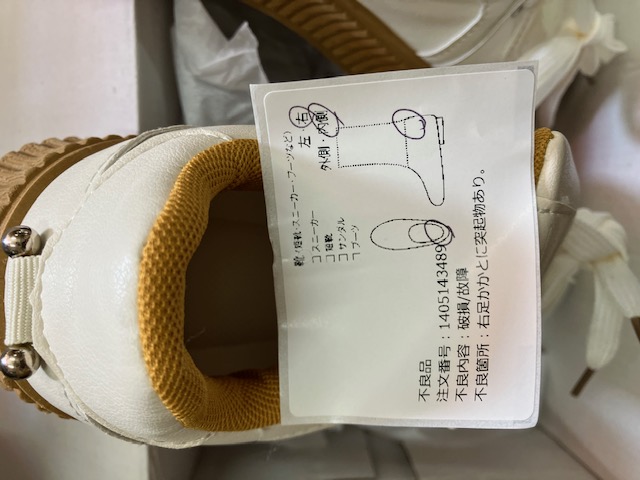 靴(短靴・スニーカー・ブーツなど)
左・右
外側・内側
スニーカー
短靴
サンダル
ブーツ
不良品
注文番号：1405143489
不良内容：破損/故障
不良箇所：右足かかとに突起物あり。